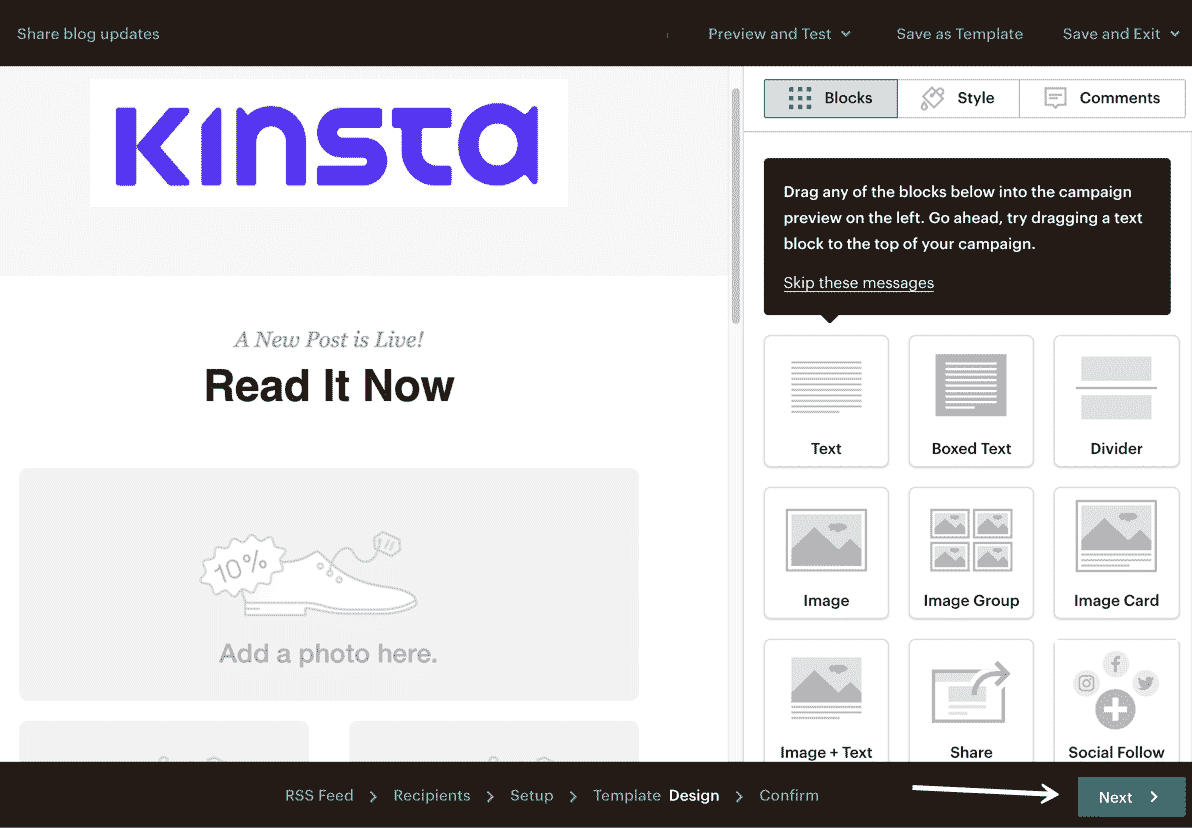 Share blog updates
Preview and Test
Save as Template
Save and Exit
KINSTA
Blocks
Style
Comments
Drag any of the blocks below into the campaign
preview on the left. Go ahead, try dragging a text
block to the top of your campaign.
Skip these messages
A New Post is Live!
Read It Now
10%
Add a photo here.
Text
Boxed Text
Divider
Image
Image Group
Image Card
Image + Text
Share
Social Follow
RSS Feed > Recipients > Setup > Template Design > Confirm
Next >